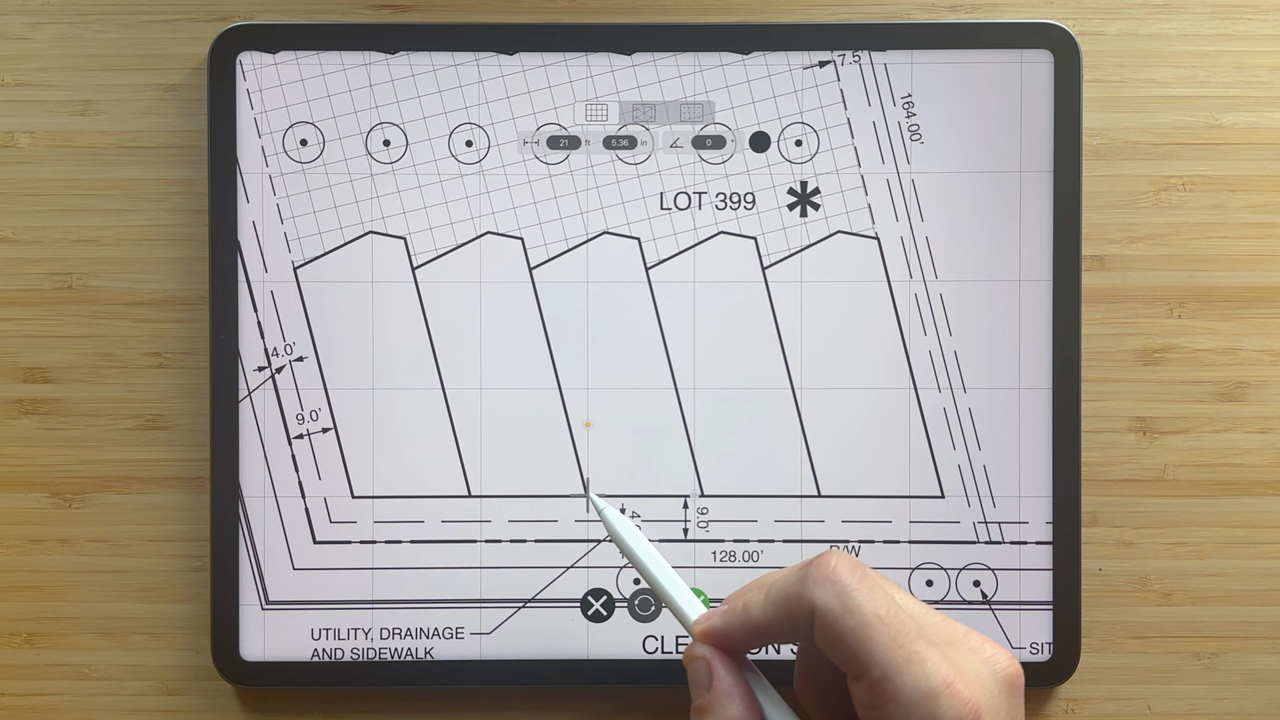 7.5'
164.00'
21 ft 5.36 in 0 °
LOT 399 *
4.0'
9.0'
9.0'
128.00'
R/W
UTILITY, DRAINAGE
AND SIDEWALK